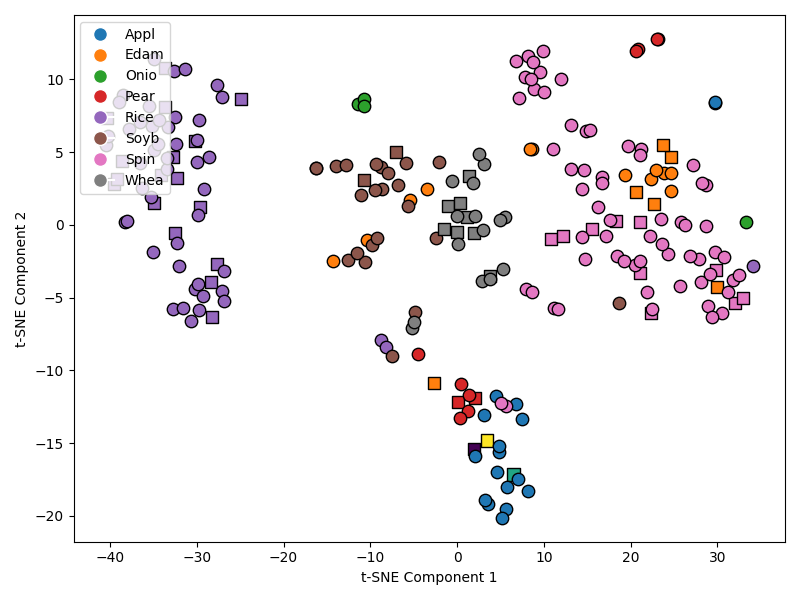 Appl
Edam
Onio
Pear
Rice
Soyb
Spin
Whea
10
5
0
−5
−10
−15
−20
t-SNE Component 2
−40 −30 −20 −10 0 10 20 30
t-SNE Component 1